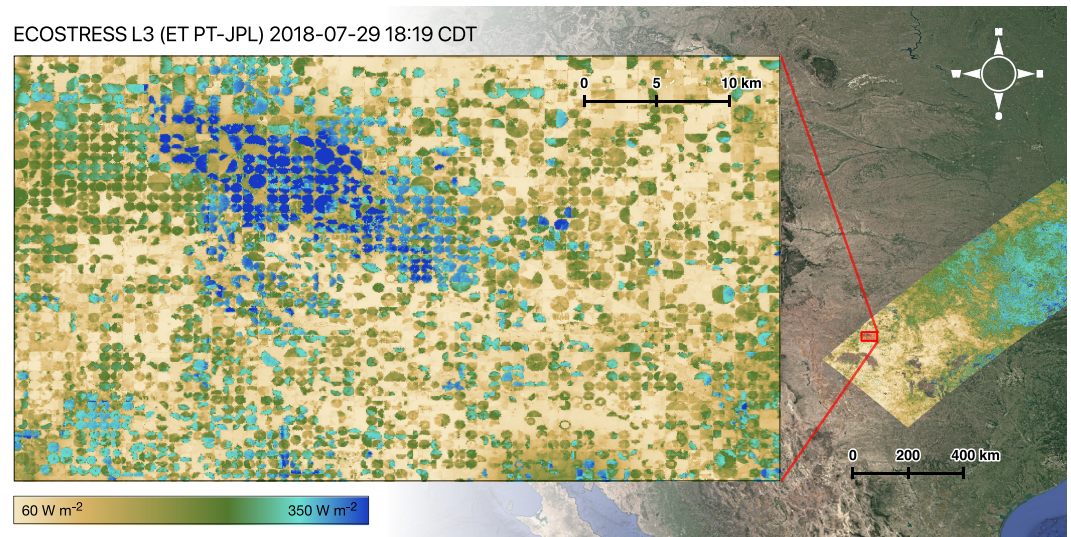 ECOSTRESS L3 (ET PT-JPL) 2018-07-29 18:19 CDT
0 5 10 km
0 200 400 km
60 W m⁻² 350 W m⁻²